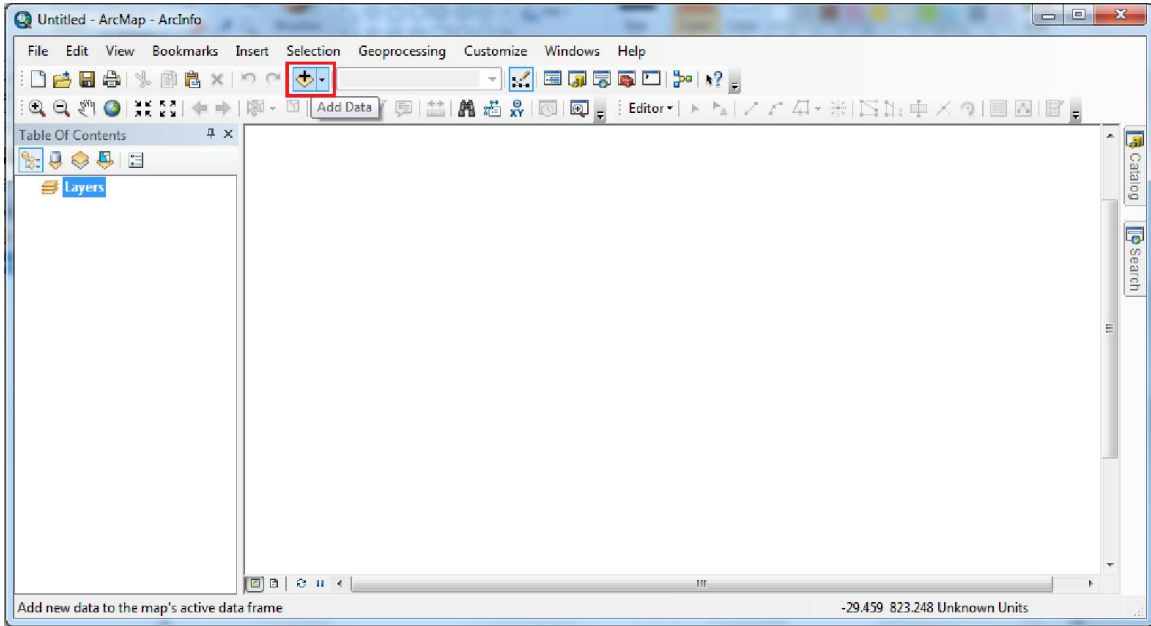 Untitled - ArcMap - ArcInfo
File Edit View Bookmarks Insert Selection Geoprocessing Customize Windows Help
Add Data
Editor
Table Of Contents
Layers
Catalog
Search
Add new data to the map's active data frame
-29.459 823.248 Unknown Units